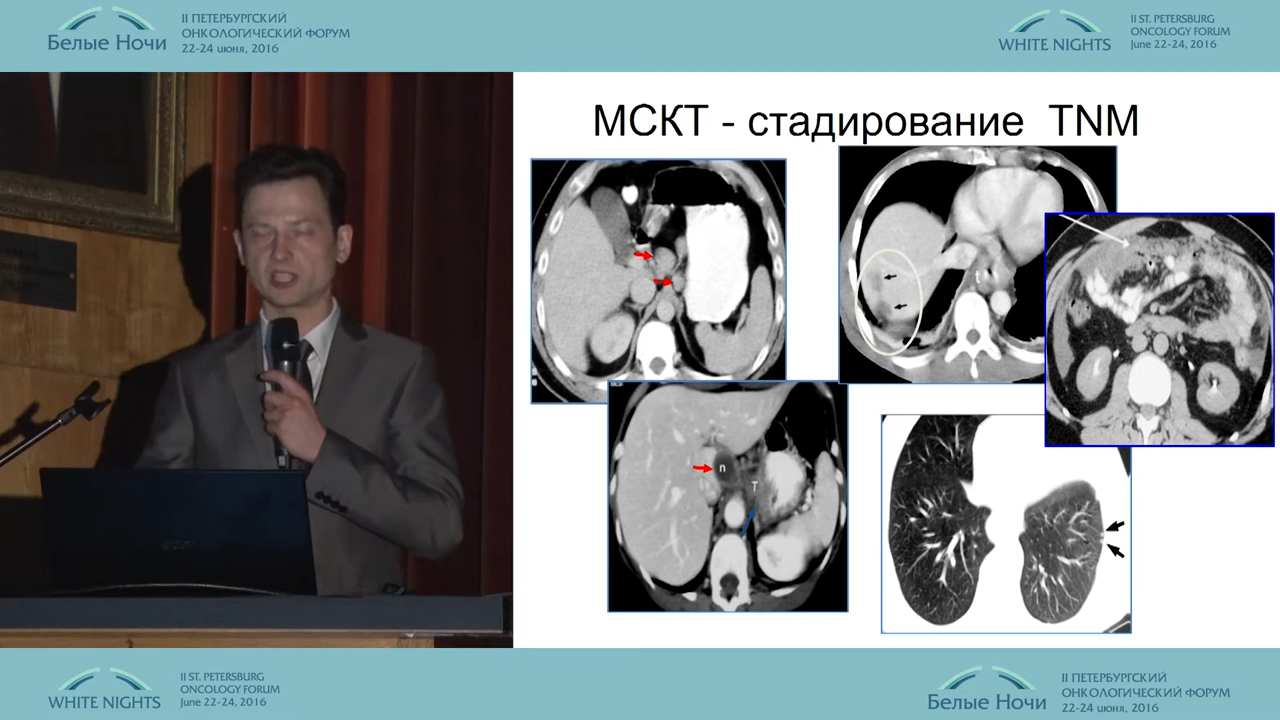 II ПЕТЕРБУРГСКИЙ
ОНКОЛОГИЧЕСКИЙ ФОРУМ
Белые Ночи
22-24 июня, 2016
II ST. PETERSBURG
ONCOLOGY FORUM
WHITE NIGHTS
June 22-24, 2016
МСКТ - стадирование TNM
n
T
II ST. PETERSBURG
ONCOLOGY FORUM
WHITE NIGHTS
June 22-24, 2016
II ПЕТЕРБУРГСКИЙ
ОНКОЛОГИЧЕСКИЙ ФОРУМ
Белые Ночи
22-24 июня, 2016